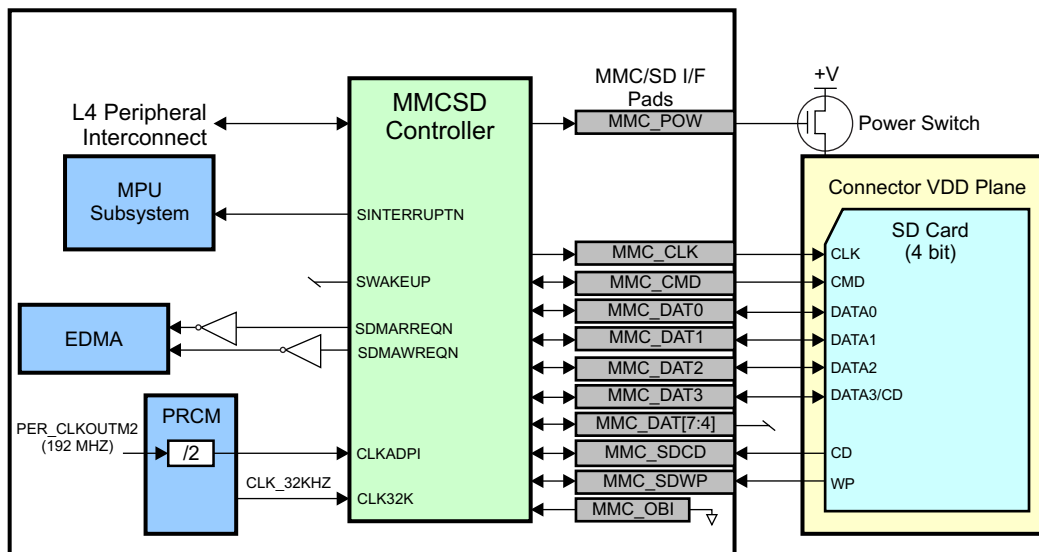 L4 Peripheral
Interconnect
MPU
Subsystem
EDMA
PER_CLKOUTM2
(192 MHZ)
PRCM
/2
CLK_32KHZ
MMCSD
Controller
SINTERRUPTN
SWAKEUP
SDMARREQN
SDMAWREQN
CLKADPI
CLK32K
MMC/SD I/F
Pads
MMC_POW
MMC_CLK
MMC_CMD
MMC_DAT0
MMC_DAT1
MMC_DAT2
MMC_DAT3
MMC_DAT[7:4]
MMC_SDCD
MMC_SDWP
MMC_OBI
+V
Power Switch
Connector VDD Plane
SD Card
(4 bit)
CLK
CMD
DATA0
DATA1
DATA2
DATA3/CD
CD
WP